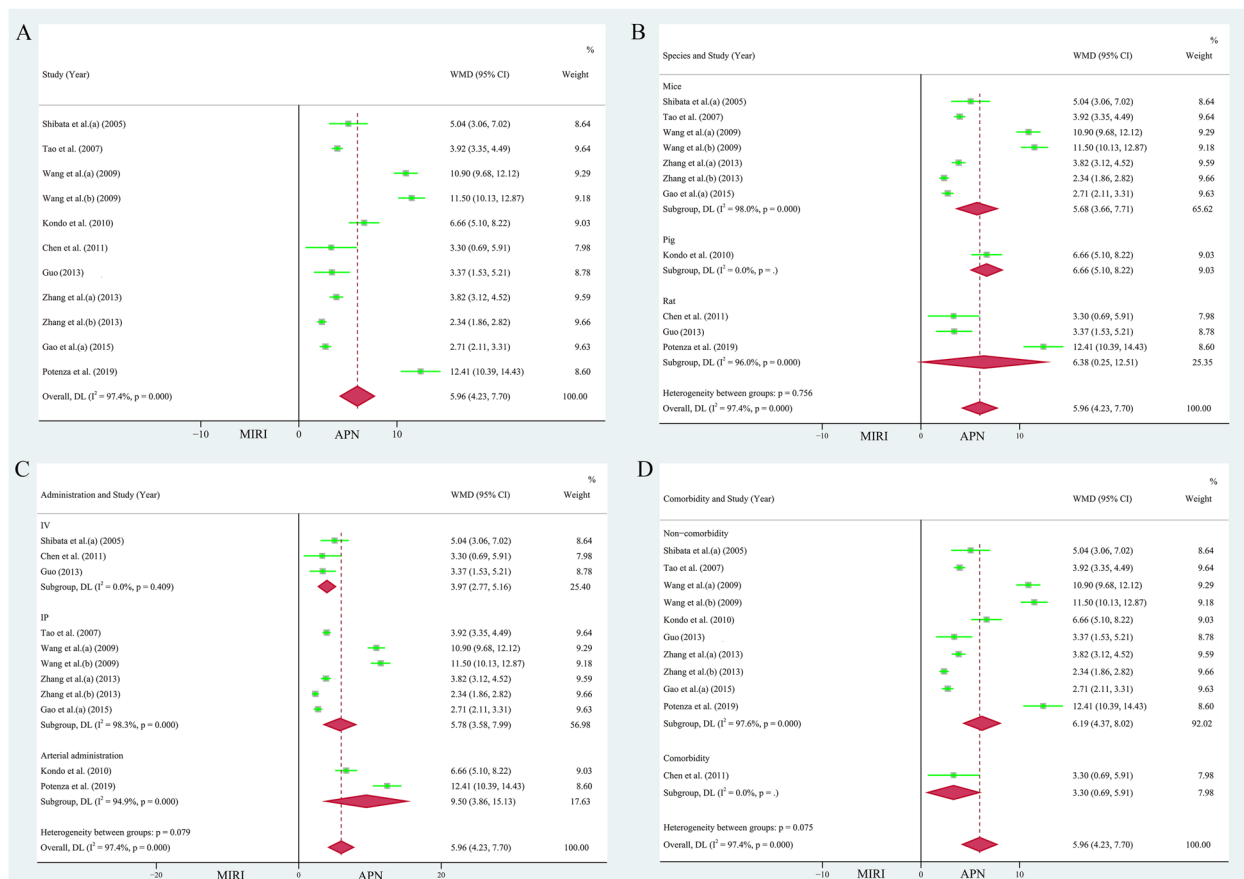 A
%
Study (Year) WMD (95% CI) Weight
Shibata et al.(a) (2005) 5.04 (3.06, 7.02) 8.64
Tao et al. (2007) 3.92 (3.35, 4.49) 9.64
Wang et al.(a) (2009) 10.90 (9.68, 12.12) 9.29
Wang et al.(b) (2009) 11.50 (10.13, 12.87) 9.18
Kondo et al. (2010) 6.66 (5.10, 8.22) 9.03
Chen et al. (2011) 3.30 (0.69, 5.91) 7.98
Guo (2013) 3.37 (1.53, 5.21) 8.78
Zhang et al.(a) (2013) 3.82 (3.12, 4.52) 9.59
Zhang et al.(b) (2013) 2.34 (1.86, 2.82) 9.66
Gao et al.(a) (2015) 2.71 (2.11, 3.31) 9.63
Potenza et al. (2019) 12.41 (10.39, 14.43) 8.60
Overall, DL (I² = 97.4%, p = 0.000) 5.96 (4.23, 7.70) 100.00
−10 MIRI 0 APN 10
B
%
Species and Study (Year) WMD (95% CI) Weight
Mice
Shibata et al.(a) (2005) 5.04 (3.06, 7.02) 8.64
Tao et al. (2007) 3.92 (3.35, 4.49) 9.64
Wang et al.(a) (2009) 10.90 (9.68, 12.12) 9.29
Wang et al.(b) (2009) 11.50 (10.13, 12.87) 9.18
Zhang et al.(a) (2013) 3.82 (3.12, 4.52) 9.59
Zhang et al.(b) (2013) 2.34 (1.86, 2.82) 9.66
Gao et al.(a) (2015) 2.71 (2.11, 3.31) 9.63
Subgroup, DL (I² = 98.0%, p = 0.000) 5.68 (3.66, 7.71) 65.62
Pig
Kondo et al. (2010) 6.66 (5.10, 8.22) 9.03
Subgroup, DL (I² = 0.0%, p = .) 6.66 (5.10, 8.22) 9.03
Rat
Chen et al. (2011) 3.30 (0.69, 5.91) 7.98
Guo (2013) 3.37 (1.53, 5.21) 8.78
Potenza et al. (2019) 12.41 (10.39, 14.43) 8.60
Subgroup, DL (I² = 96.0%, p = 0.000) 6.38 (0.25, 12.51) 25.35
Heterogeneity between groups: p = 0.756
Overall, DL (I² = 97.4%, p = 0.000) 5.96 (4.23, 7.70) 100.00
−10 MIRI 0 APN 10
C
%
Administration and Study (Year) WMD (95% CI) Weight
IV
Shibata et al.(a) (2005) 5.04 (3.06, 7.02) 8.64
Chen et al. (2011) 3.30 (0.69, 5.91) 7.98
Guo (2013) 3.37 (1.53, 5.21) 8.78
Subgroup, DL (I² = 0.0%, p = 0.409) 3.97 (2.77, 5.16) 25.40
IP
Tao et al. (2007) 3.92 (3.35, 4.49) 9.64
Wang et al.(a) (2009) 10.90 (9.68, 12.12) 9.29
Wang et al.(b) (2009) 11.50 (10.13, 12.87) 9.18
Zhang et al.(a) (2013) 3.82 (3.12, 4.52) 9.59
Zhang et al.(b) (2013) 2.34 (1.86, 2.82) 9.66
Gao et al.(a) (2015) 2.71 (2.11, 3.31) 9.63
Subgroup, DL (I² = 98.3%, p = 0.000) 5.78 (3.58, 7.99) 56.98
Arterial administration
Kondo et al. (2010) 6.66 (5.10, 8.22) 9.03
Potenza et al. (2019) 12.41 (10.39, 14.43) 8.60
Subgroup, DL (I² = 94.9%, p = 0.000) 9.50 (3.86, 15.13) 17.63
Heterogeneity between groups: p = 0.079
Overall, DL (I² = 97.4%, p = 0.000) 5.96 (4.23, 7.70) 100.00
−20 MIRI 0 APN 20
D
%
Comorbidity and Study (Year) WMD (95% CI) Weight
Non−comorbidity
Shibata et al.(a) (2005) 5.04 (3.06, 7.02) 8.64
Tao et al. (2007) 3.92 (3.35, 4.49) 9.64
Wang et al.(a) (2009) 10.90 (9.68, 12.12) 9.29
Wang et al.(b) (2009) 11.50 (10.13, 12.87) 9.18
Kondo et al. (2010) 6.66 (5.10, 8.22) 9.03
Guo (2013) 3.37 (1.53, 5.21) 8.78
Zhang et al.(a) (2013) 3.82 (3.12, 4.52) 9.59
Zhang et al.(b) (2013) 2.34 (1.86, 2.82) 9.66
Gao et al.(a) (2015) 2.71 (2.11, 3.31) 9.63
Potenza et al. (2019) 12.41 (10.39, 14.43) 8.60
Subgroup, DL (I² = 97.6%, p = 0.000) 6.19 (4.37, 8.02) 92.02
Comorbidity
Chen et al. (2011) 3.30 (0.69, 5.91) 7.98
Subgroup, DL (I² = 0.0%, p = .) 3.30 (0.69, 5.91) 7.98
Heterogeneity between groups: p = 0.075
Overall, DL (I² = 97.4%, p = 0.000) 5.96 (4.23, 7.70) 100.00
−10 MIRI 0 APN 10